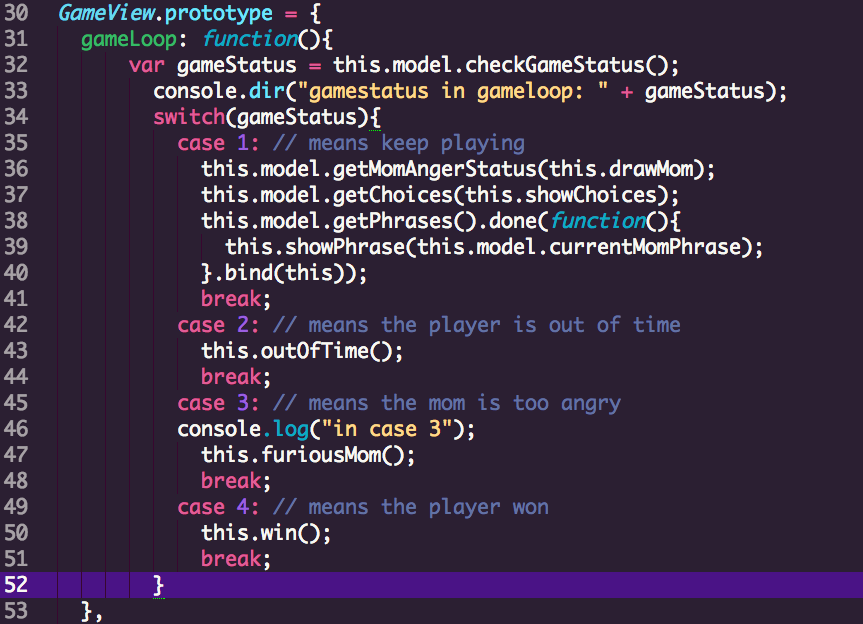 30 GameView.prototype = {
31 gameLoop: function(){
32 var gameStatus = this.model.checkGameStatus();
33 console.dir("gamestatus in gameloop: " + gameStatus);
34 switch(gameStatus){
35 case 1: // means keep playing
36 this.model.getMomAngerStatus(this.drawMom);
37 this.model.getChoices(this.showChoices);
38 this.model.getPhrases().done(function(){
39 this.showPhrase(this.model.currentMomPhrase);
40 }.bind(this));
41 break;
42 case 2: // means the player is out of time
43 this.outOfTime();
44 break;
45 case 3: // means the mom is too angry
46 console.log("in case 3");
47 this.furiousMom();
48 break;
49 case 4: // means the player won
50 this.win();
51 break;
52 }
53 },